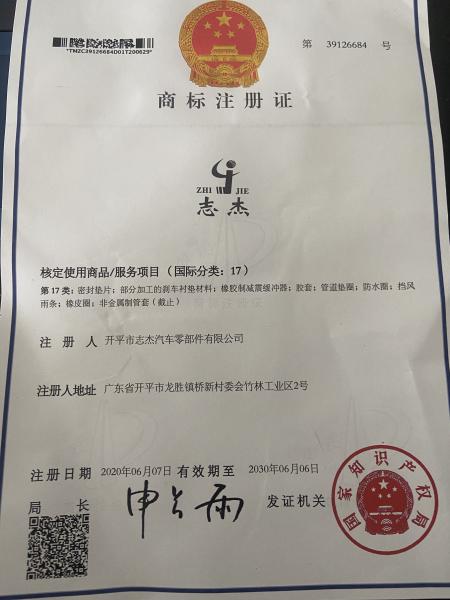 *TMZC39126684D01T200629*
第 39126684 号
商标注册证
ZHI JIE
志杰
核定使用商品/服务项目（国际分类：17）
第17类：密封垫片；部分加工的刹车衬垫材料；橡胶制减震缓冲器；胶套；管道垫圈；防水圈；挡风
雨条；橡皮圈；非金属制管套（截止）
注册人 开平市志杰汽车零部件有限公司
注册人地址 广东省开平市龙胜镇桥新村委会竹林工业区2号
注册日期 2020年06月07日 有效期至 2030年06月06日
局长 申长雨 发证机关
国家知识产权局